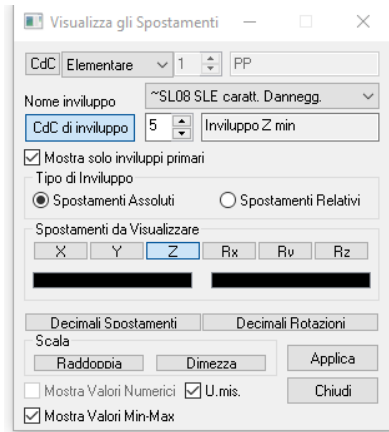 Visualizza gli Spostamenti
CdC Elementare 1 PP
Nome inviluppo ~SL08 SLE caratt. Dannegg.
CdC di inviluppo 5 Inviluppo Z min
Mostra solo inviluppi primari
Tipo di Inviluppo
Spostamenti Assoluti Spostamenti Relativi
Spostamenti da Visualizzare
X Y Z Rx Ry Rz
Decimali Spostamenti Decimali Rotazioni
Scala
Raddoppia Dimezza Applica
Mostra Valori Numerici U.mis. Chiudi
Mostra Valori Min-Max